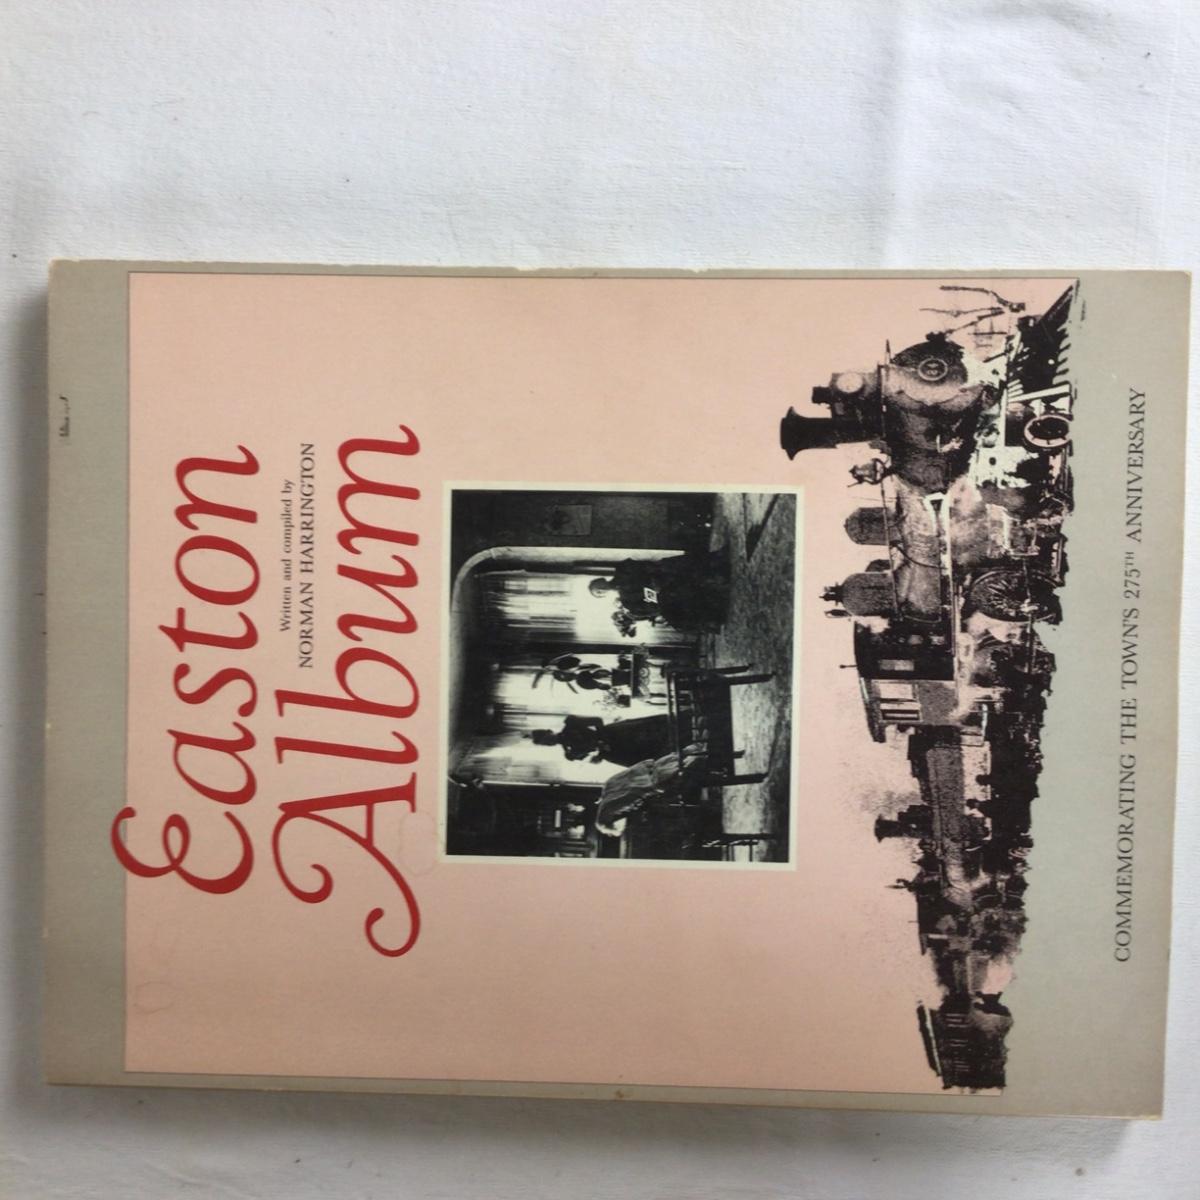 Easton
Written and compiled by
NORMAN HARRINGTON
Album
COMMEMORATING THE TOWN'S 275TH ANNIVERSARY